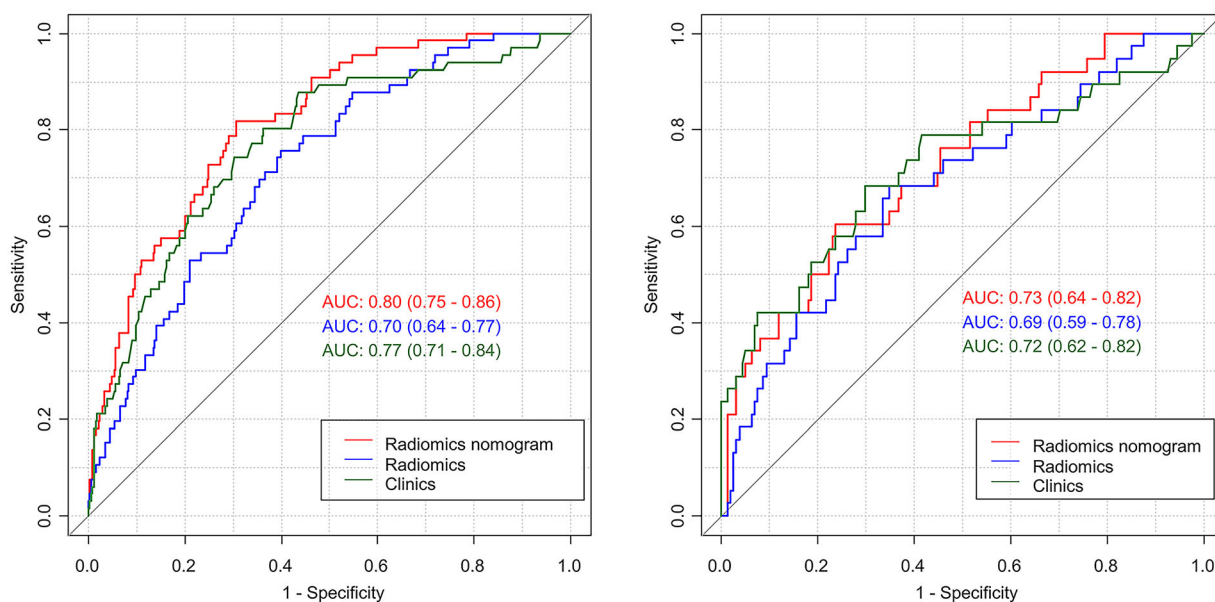 1.0
0.8
0.6
0.4
0.2
0.0
Sensitivity
AUC: 0.80 (0.75 - 0.86)
AUC: 0.70 (0.64 - 0.77)
AUC: 0.77 (0.71 - 0.84)
Radiomics nomogram
Radiomics
Clinics
0.0 0.2 0.4 0.6 0.8 1.0
1 - Specificity
1.0
0.8
0.6
0.4
0.2
0.0
Sensitivity
AUC: 0.73 (0.64 - 0.82)
AUC: 0.69 (0.59 - 0.78)
AUC: 0.72 (0.62 - 0.82)
Radiomics nomogram
Radiomics
Clinics
0.0 0.2 0.4 0.6 0.8 1.0
1 - Specificity